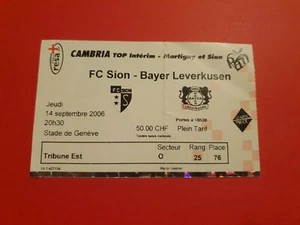 CAMBRIA TOP Intérim - Martigny et Sion
FC Sion - Bayer Leverkusen
Jeudi
14 septembre 2006
20h30
Stade de Genève
Portes à 18h30
50.00 CHF Plein Tarif
Secteur Rang Place
Tribune Est O 25 76